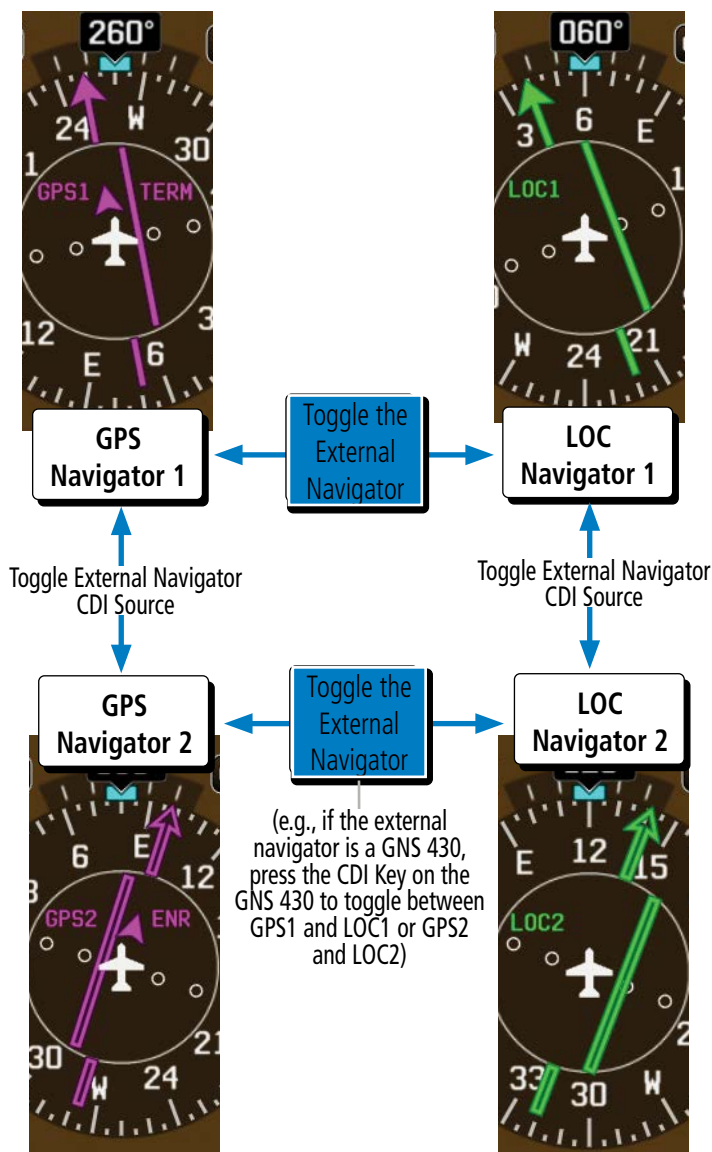 260°
060°
24
W
30
1
GPS1
TERM
12
E
6
3
3
6
E
LOC1
1
W
24
21
Toggle the
External
Navigator
GPS
Navigator 1
LOC
Navigator 1
Toggle External Navigator
CDI Source
Toggle External Navigator
CDI Source
Toggle the
External
Navigator
GPS
Navigator 2
LOC
Navigator 2
(e.g., if the external
navigator is a GNS 430,
press the CDI Key on the
GNS 430 to toggle between
GPS1 and LOC1 or GPS2
and LOC2)
6
E
12
GPS2
ENR
30
W
24
21
E
12
15
LOC2
33
30
W
2